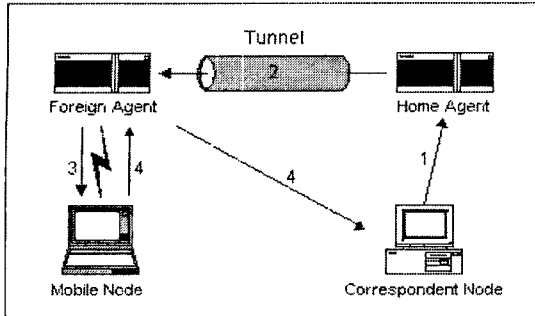 Tunnel
2
Foreign Agent
Home Agent
3
4
4
1
Mobile Node
Correspondent Node